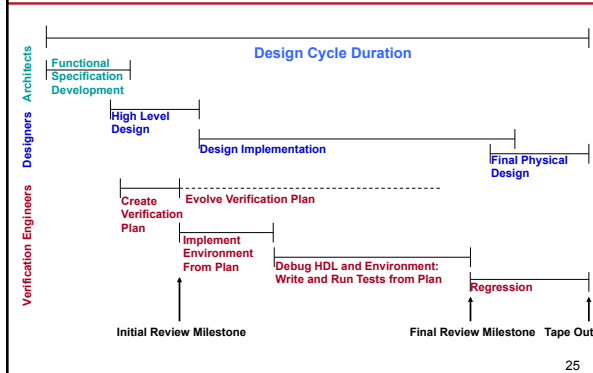 Design Cycle Duration
Architects
Functional
Specification
Development
Designers
High Level
Design
Design Implementation
Final Physical
Design
Verification Engineers
Create
Verification
Plan
Evolve Verification Plan
Implement
Environment
From Plan
Debug HDL and Environment:
Write and Run Tests from Plan
Regression
Initial Review Milestone
Final Review Milestone
Tape Out
25